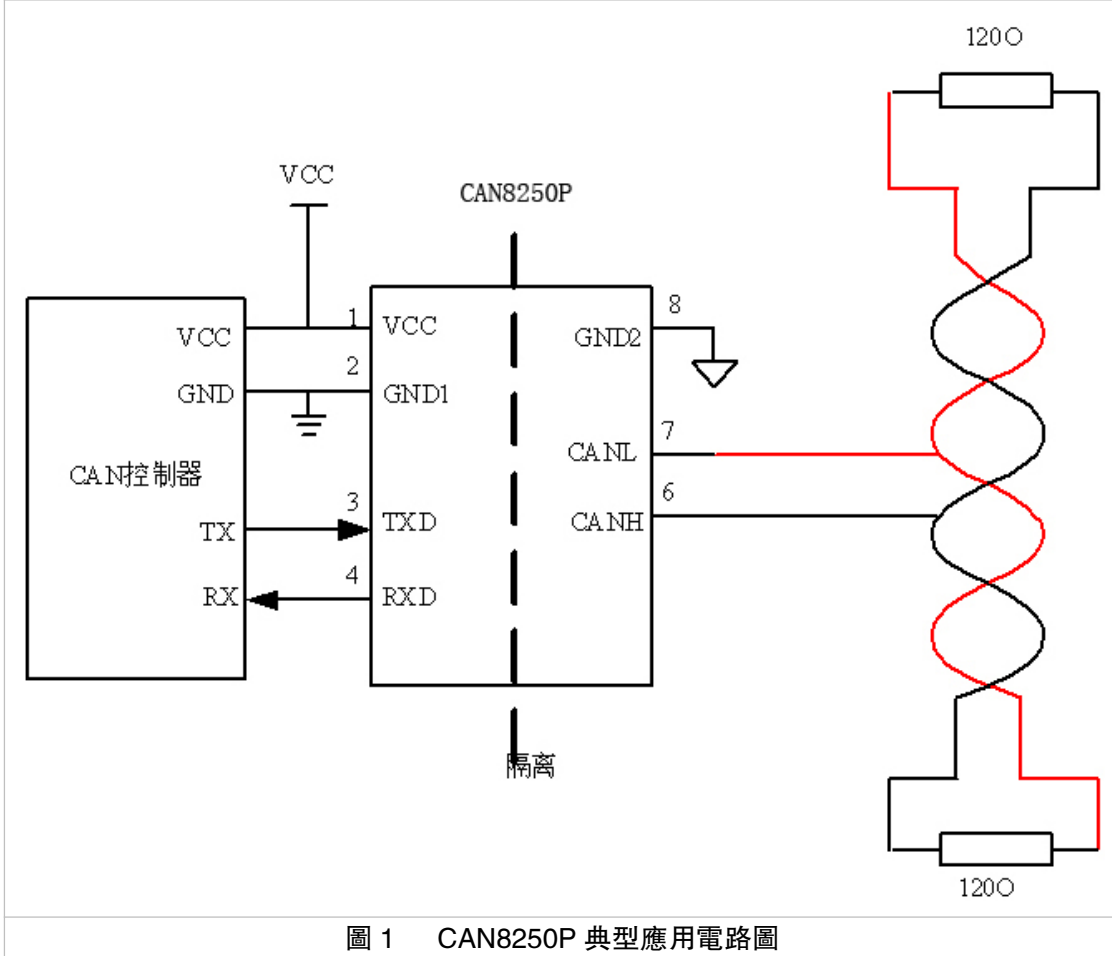 120O
VCC
CAN8250P
VCC
1
VCC
8
GND2
GND
2
GND1
CAN控制器
7
CANL
6
CANH
TX
3
TXD
RX
4
RXD
隔离
120O
圖 1 CAN8250P 典型應用電路圖